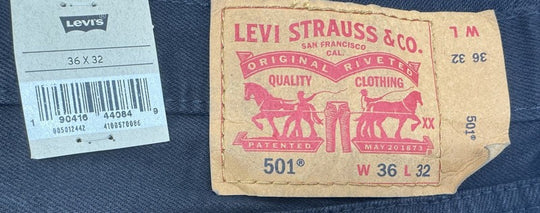 Levi's
36 X 32
1 90416 44084 9
005012442 4100570086
LEVI STRAUSS & CO.
SAN FRANCISCO
CAL.
ORIGINAL RIVETED
QUALITY CLOTHING
XX
PATENTED MAY 20 1873
501® W 36 L 32
W L
36 32
501®